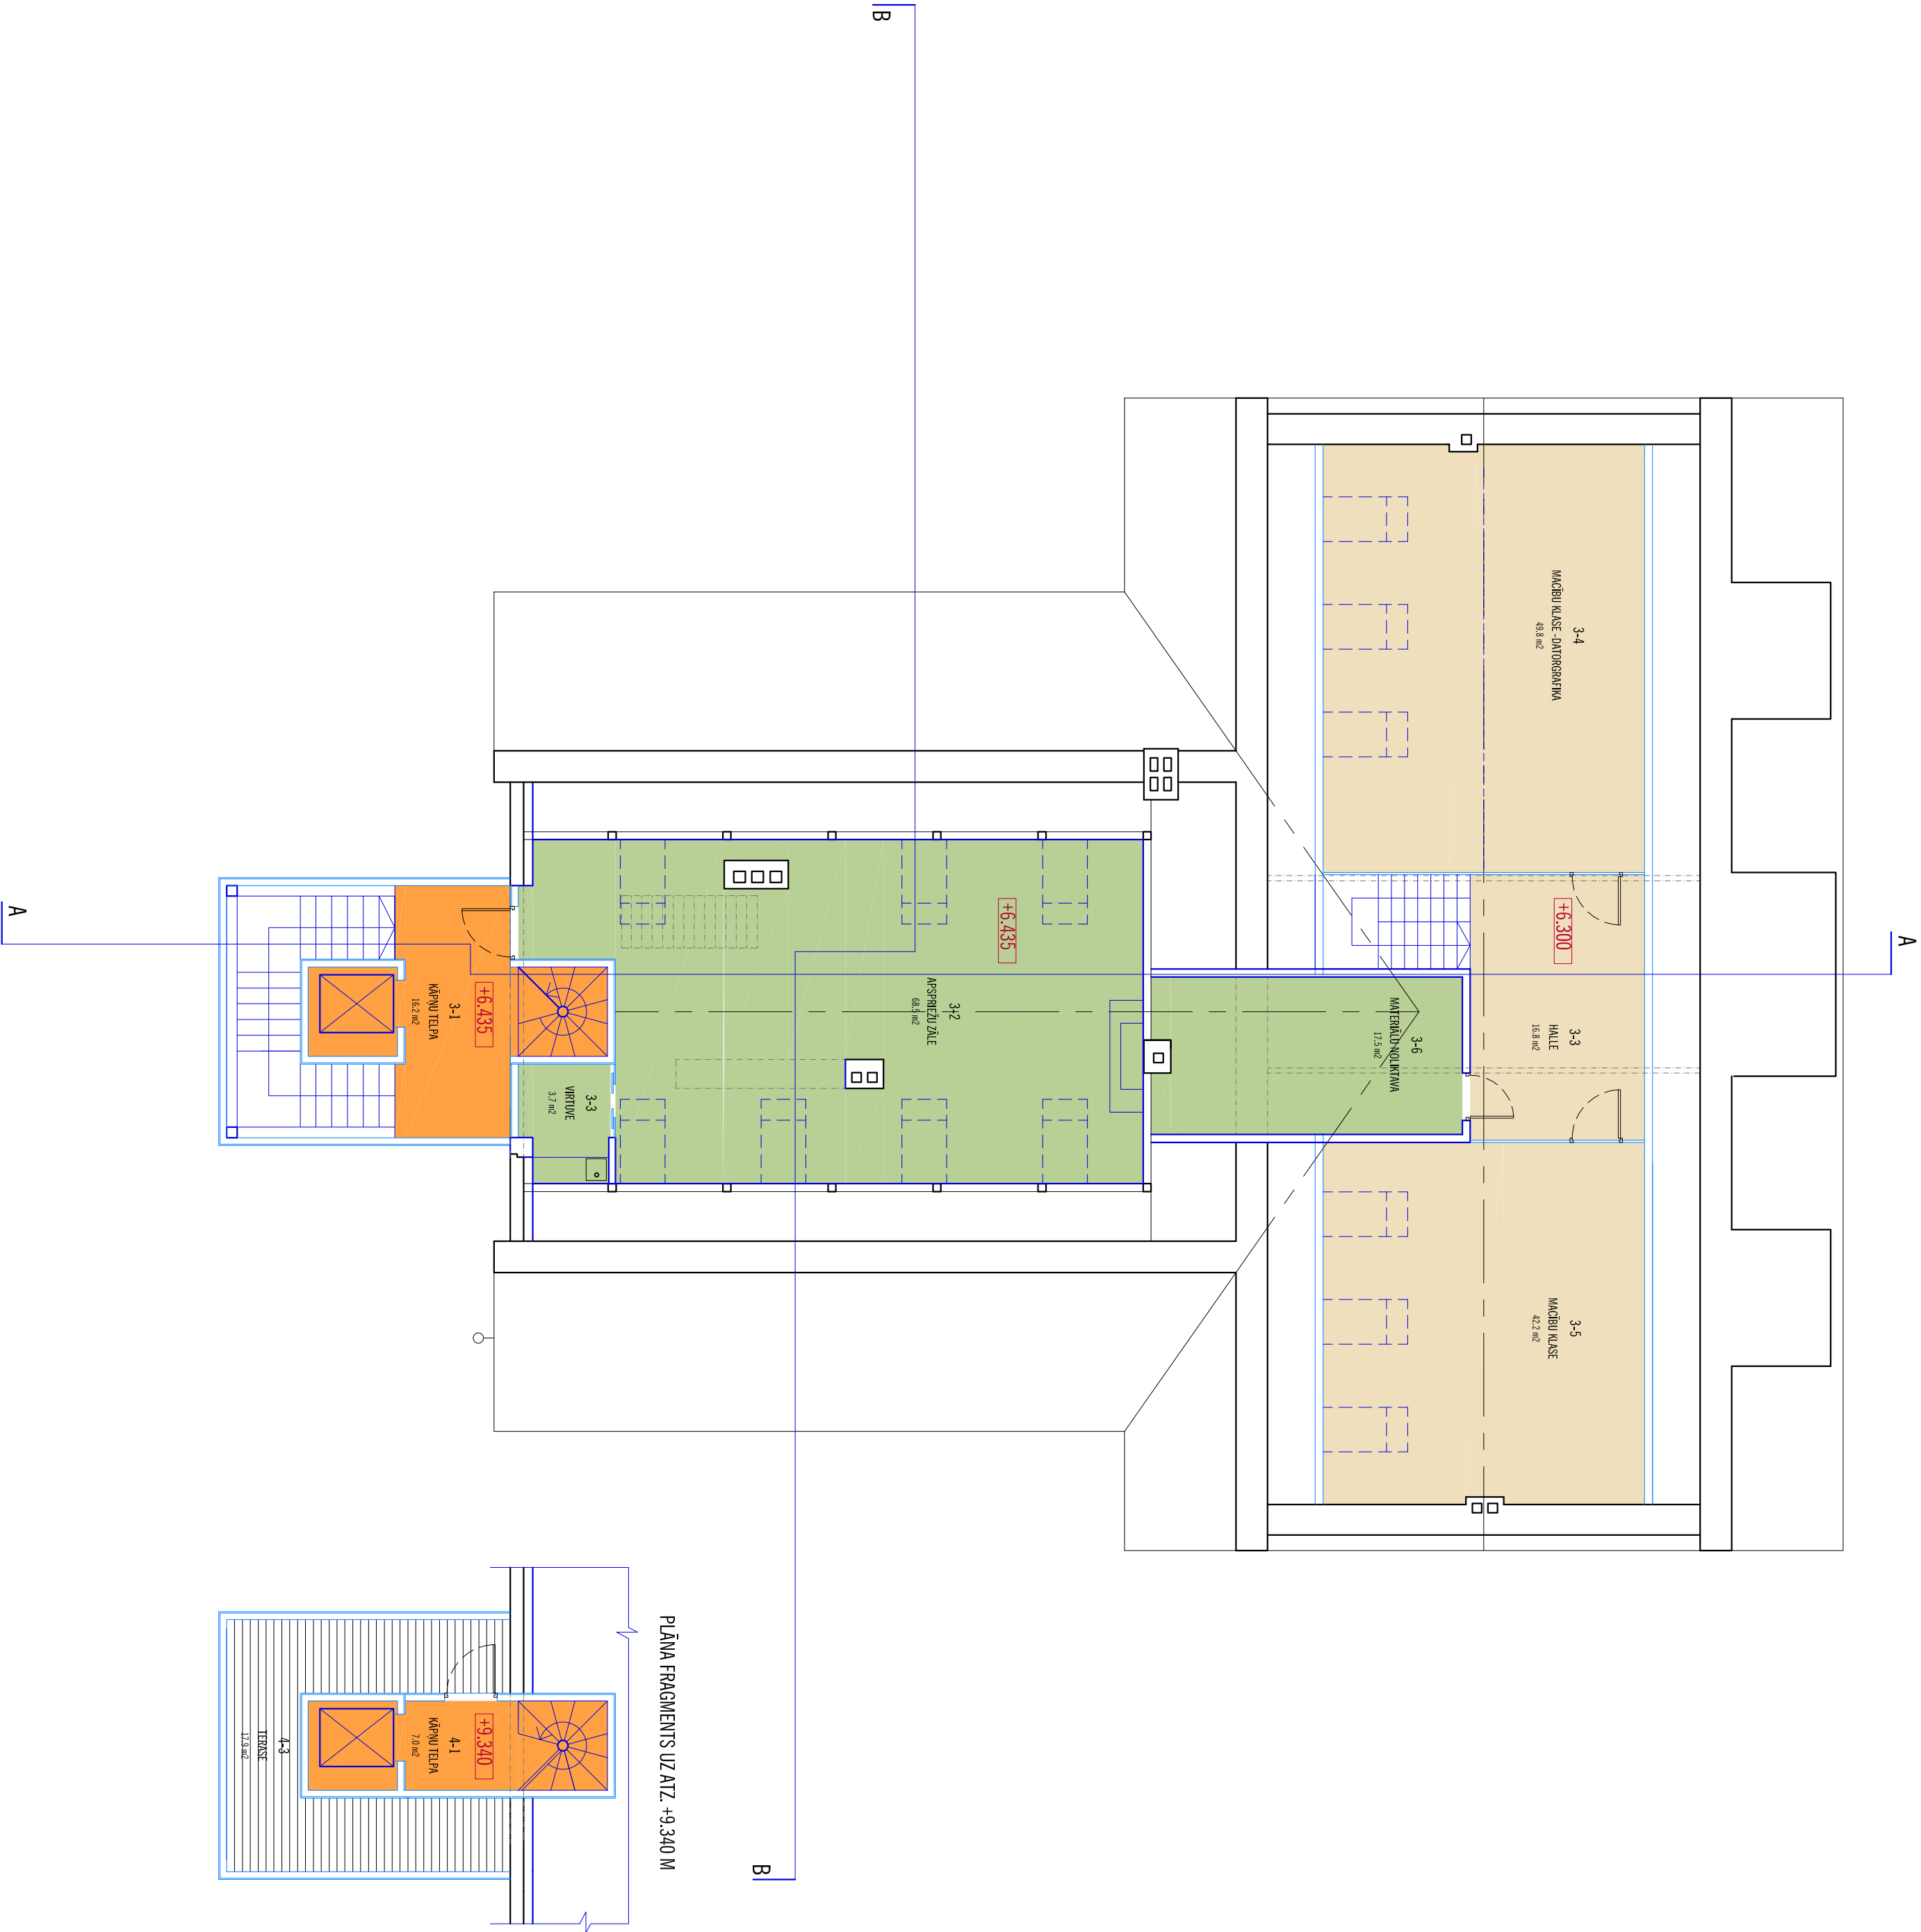 B
A
3-4
MACĪBU KLASE -DATORGRAFIKA
49.8 m2
+6.300
3-3
HALLE
16.8 m2
3-5
MACĪBU KLASE
42.2 m2
3-6
MATERIĀLU NOLIKTAVA
17.5 m2
+6.435
3-2
APSPRIEŽU ZĀLE
68.5 m2
3-3
VIRTUVE
3.7 m2
+6.435
3-1
KĀPŅU TELPA
16.2 m2
A
B
PLĀNA FRAGMENTS UZ ATZ. +9.340 M
+9.340
4-1
KĀPŅU TELPA
7.0 m2
4-3
TERASE
17.9 m2